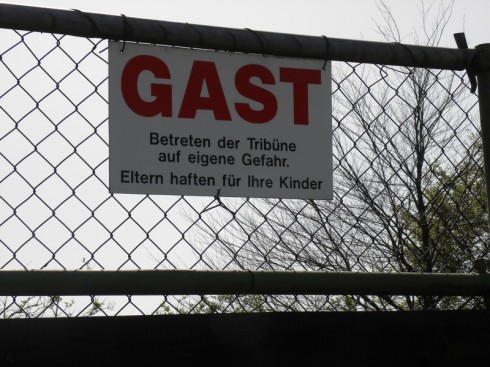 GAST
Betreten der Tribüne
auf eigene Gefahr.
Eltern haften für Ihre Kinder